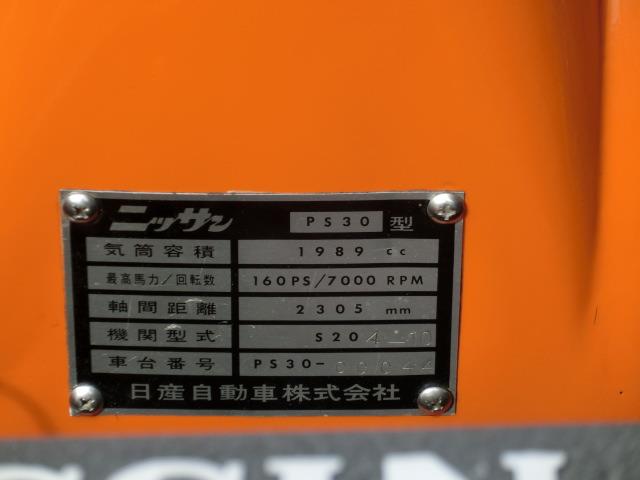 ニッサン PS30 型
気筒容積 1989 cc
最高馬力/回転数 160PS/7000 RPM
軸間距離 2305 mm
機関型式 S20
車台番号 PS30-
日産自動車株式会社